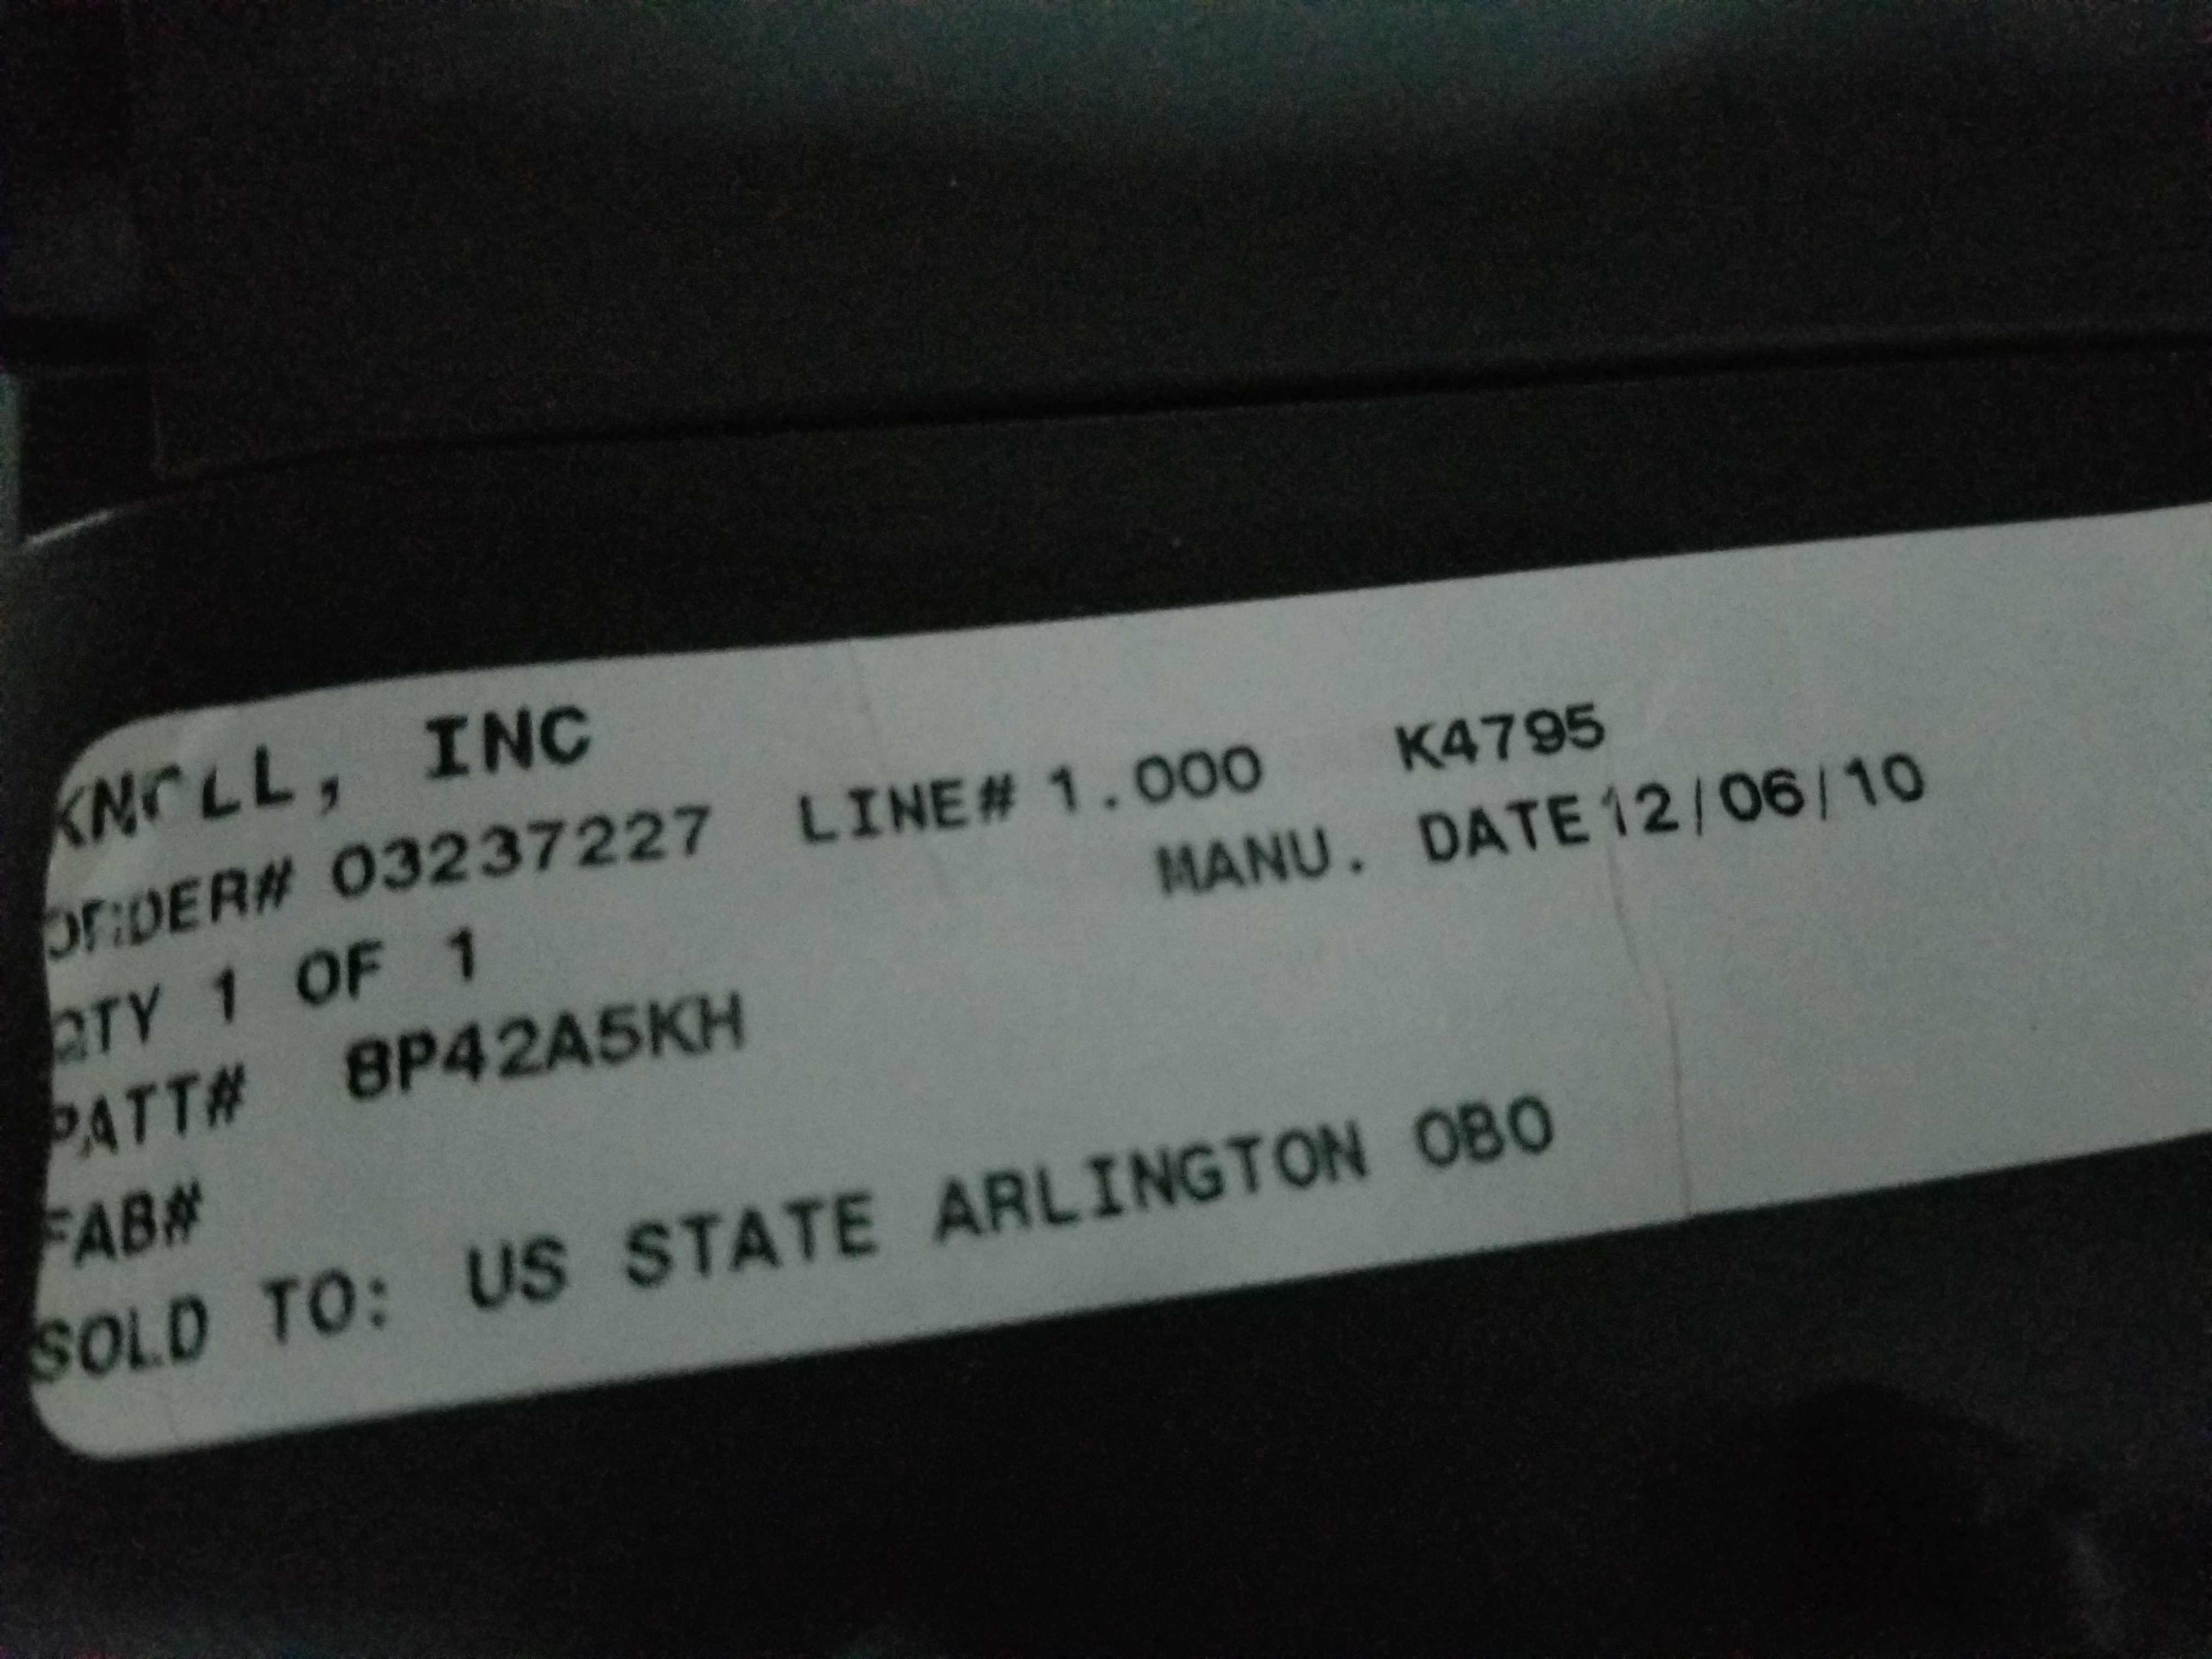 KNOLL, INC
ORDER# 03237227 LINE# 1.000 K4795
QTY 1 OF 1 MANU. DATE 12/06/10
PATT# 8P42A5KH
FAB#
SOLD TO: US STATE ARLINGTON OBO